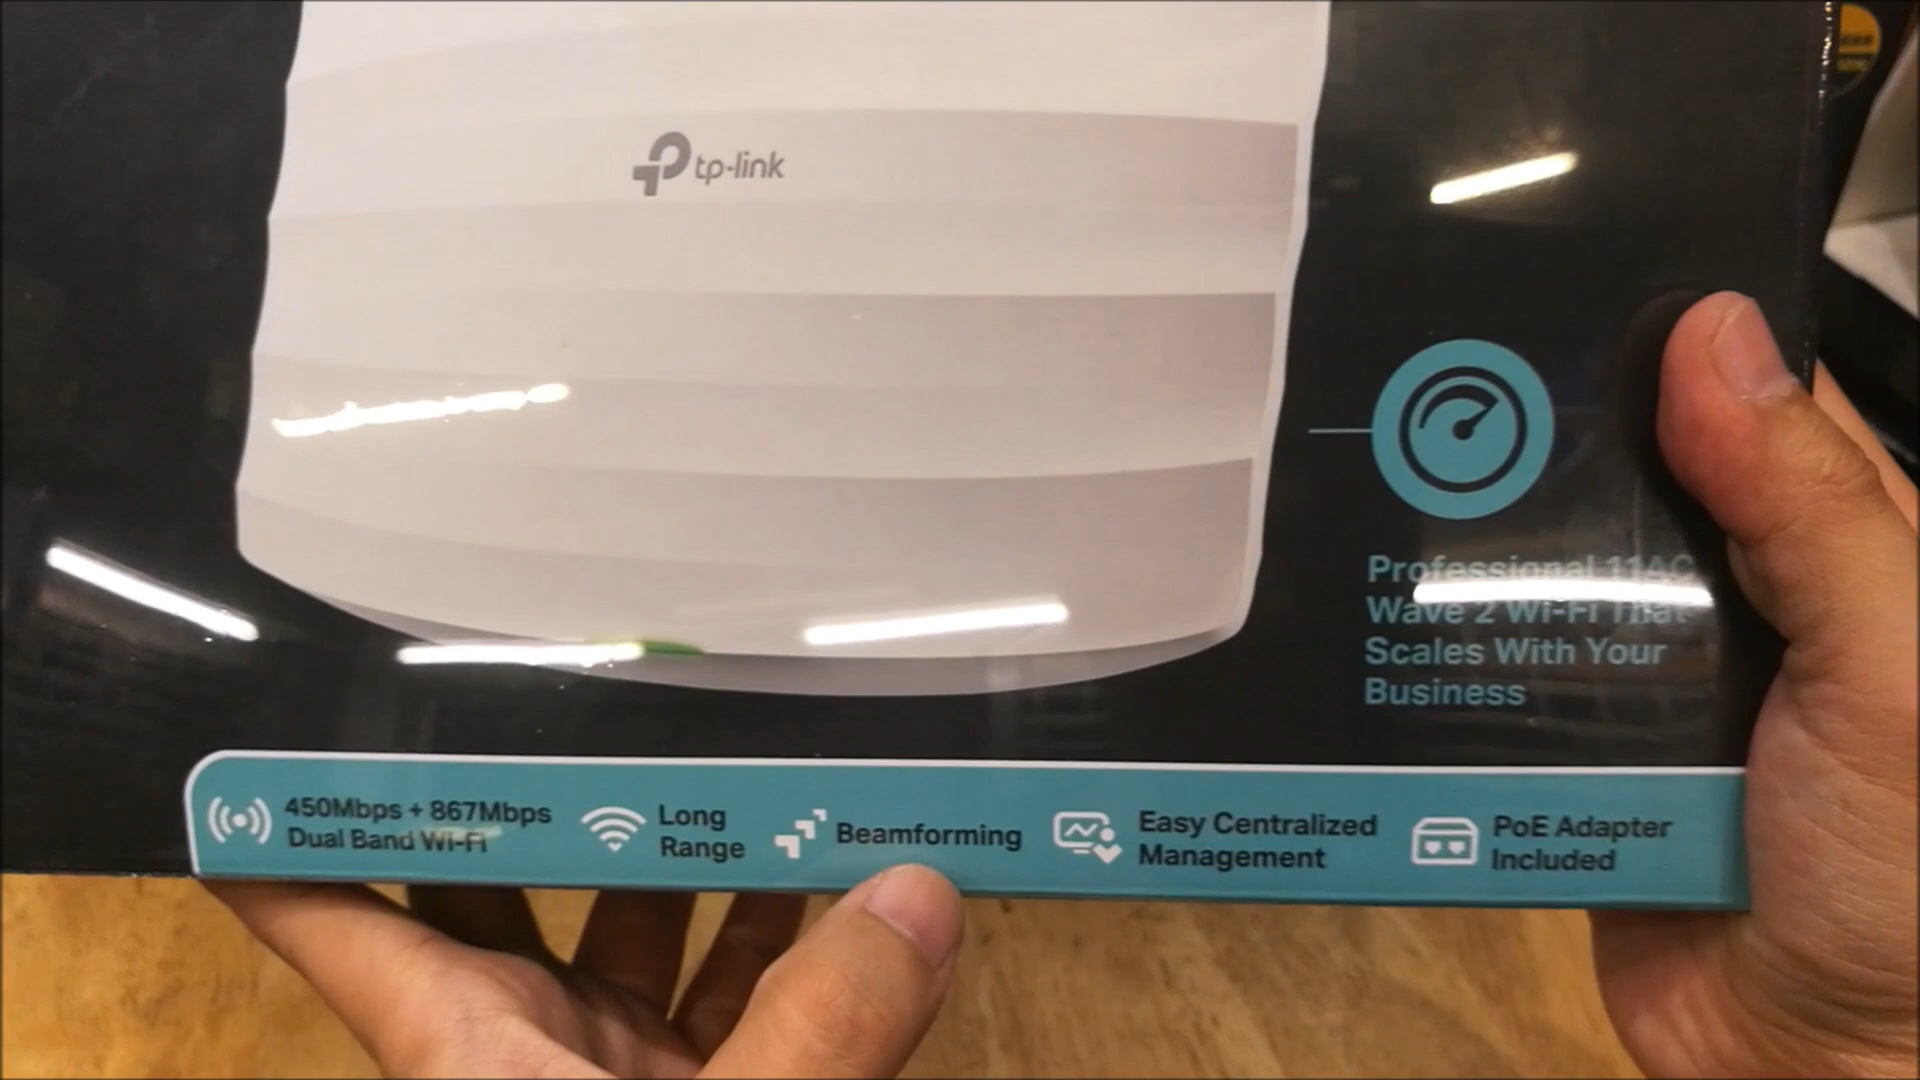 tp-link
Professional 11AC
Wave 2 Wi-Fi That
Scales With Your
Business
450Mbps + 867Mbps
Dual Band Wi-Fi
Long
Range
Beamforming
Easy Centralized
Management
PoE Adapter
Included